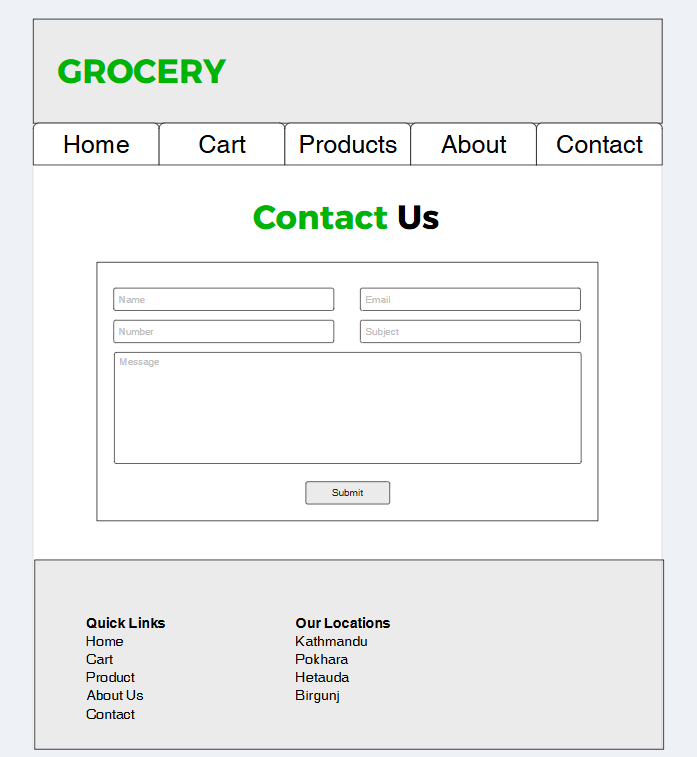 GROCERY
Home Cart Products About Contact
Contact Us
Name Email
Number Subject
Message
Submit
Quick Links
Home
Cart
Product
About Us
Contact
Our Locations
Kathmandu
Pokhara
Hetauda
Birgunj